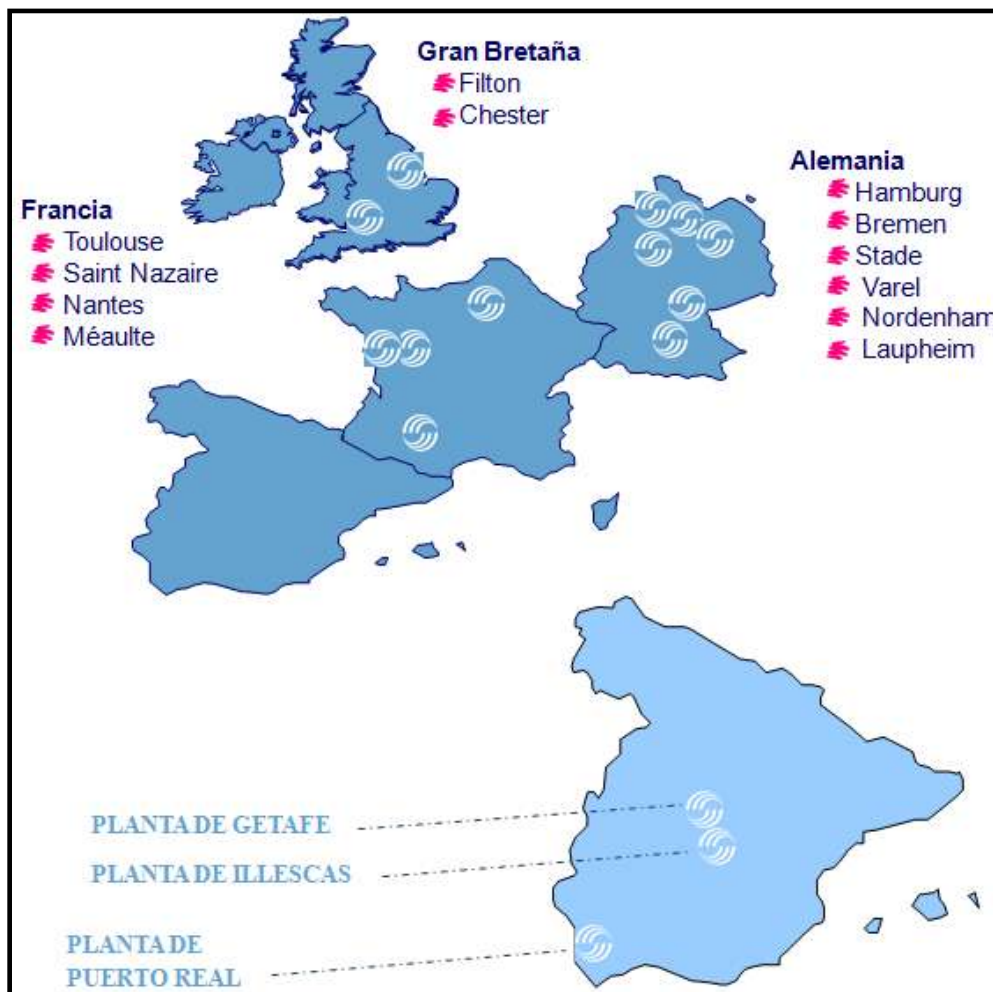 Gran Bretaña
Filton
Chester
Alemania
Hamburg
Bremen
Stade
Varel
Nordenham
Laupheim
Francia
Toulouse
Saint Nazaire
Nantes
Méaulte
PLANTA DE GETAFE
PLANTA DE ILLESCAS
PLANTA DE
PUERTO REAL